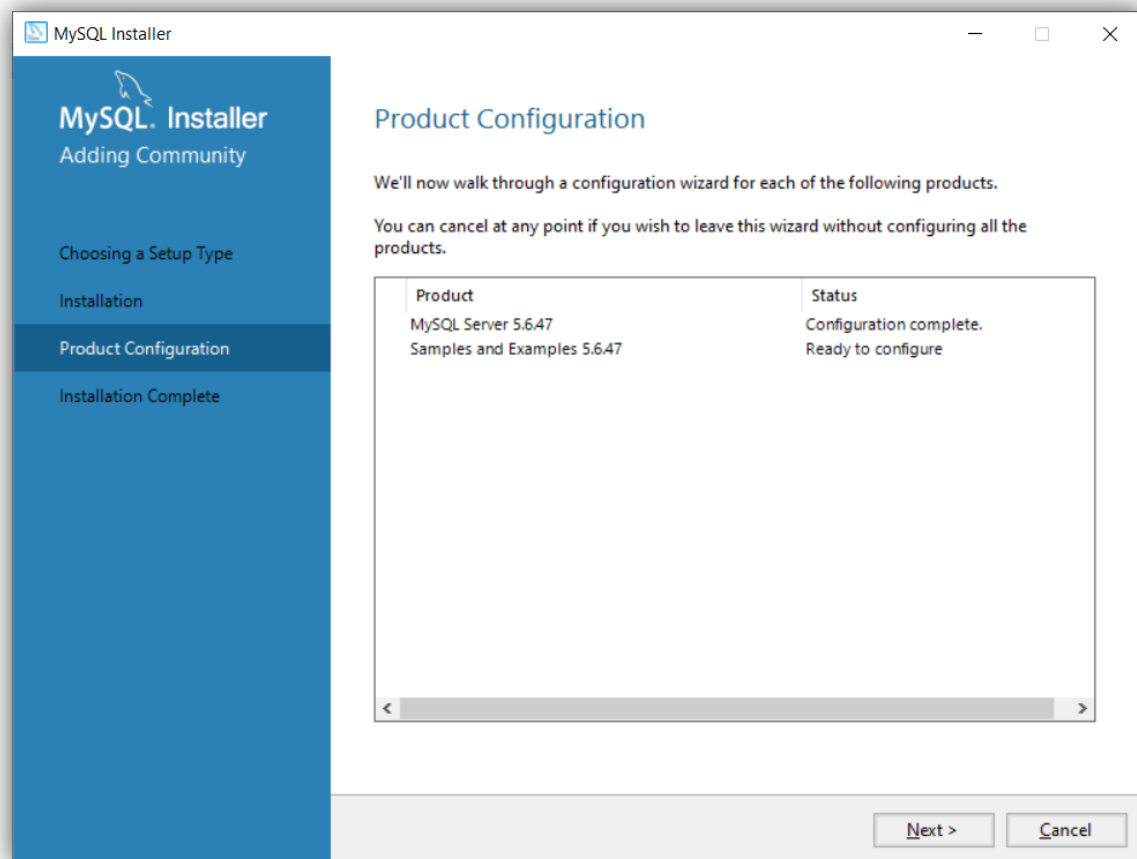 MySQL Installer
MySQL. Installer
Adding Community
Choosing a Setup Type
Installation
Product Configuration
Installation Complete
Product Configuration
We'll now walk through a configuration wizard for each of the following products.
You can cancel at any point if you wish to leave this wizard without configuring all the
products.
Product Status
MySQL Server 5.6.47 Configuration complete.
Samples and Examples 5.6.47 Ready to configure
Next > Cancel